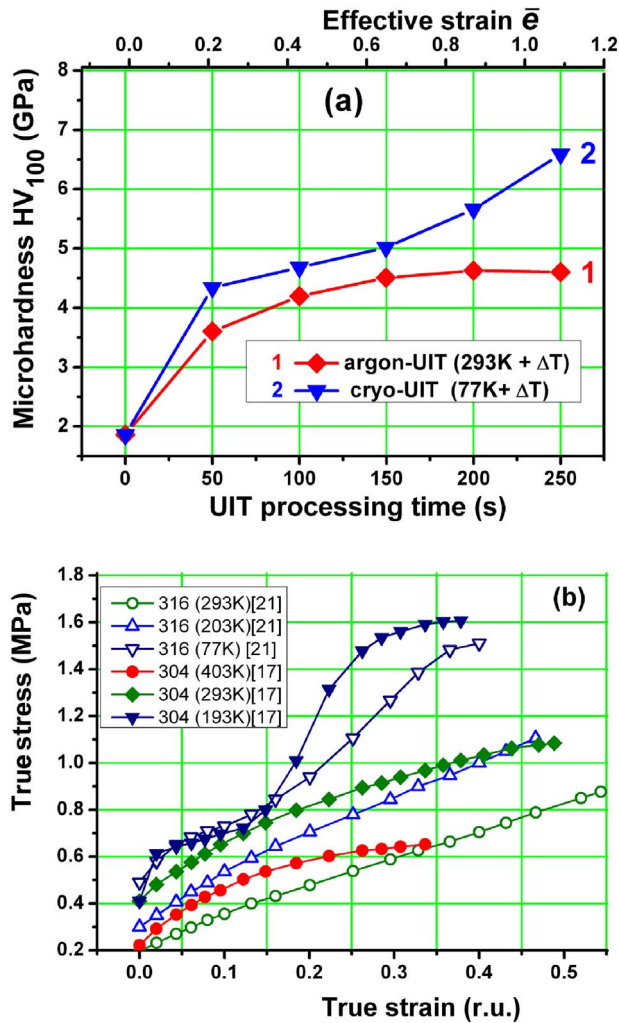 Effective strain e̅
0.0 0.2 0.4 0.6 0.8 1.0 1.2
(a)
Microhardness HV₁₀₀ (GPa)
8
7
6
5
4
3
2
2
1
1 argon-UIT (293K + ΔT)
2 cryo-UIT (77K+ ΔT)
0 50 100 150 200 250
UIT processing time (s)
(b)
True stress (MPa)
1.8
1.6
1.4
1.2
1.0
0.8
0.6
0.4
0.2
316 (293K)[21]
316 (203K)[21]
316 (77K) [21]
304 (403K)[17]
304 (293K)[17]
304 (193K)[17]
0.0 0.1 0.2 0.3 0.4 0.5
True strain (r.u.)